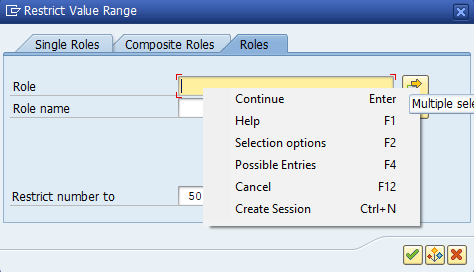 Restrict Value Range
Single Roles
Composite Roles
Roles
Role
Role name
Continue Enter
Multiple sele
Help F1
Selection options F2
Possible Entries F4
Cancel F12
Restrict number to 50
Create Session Ctrl+N